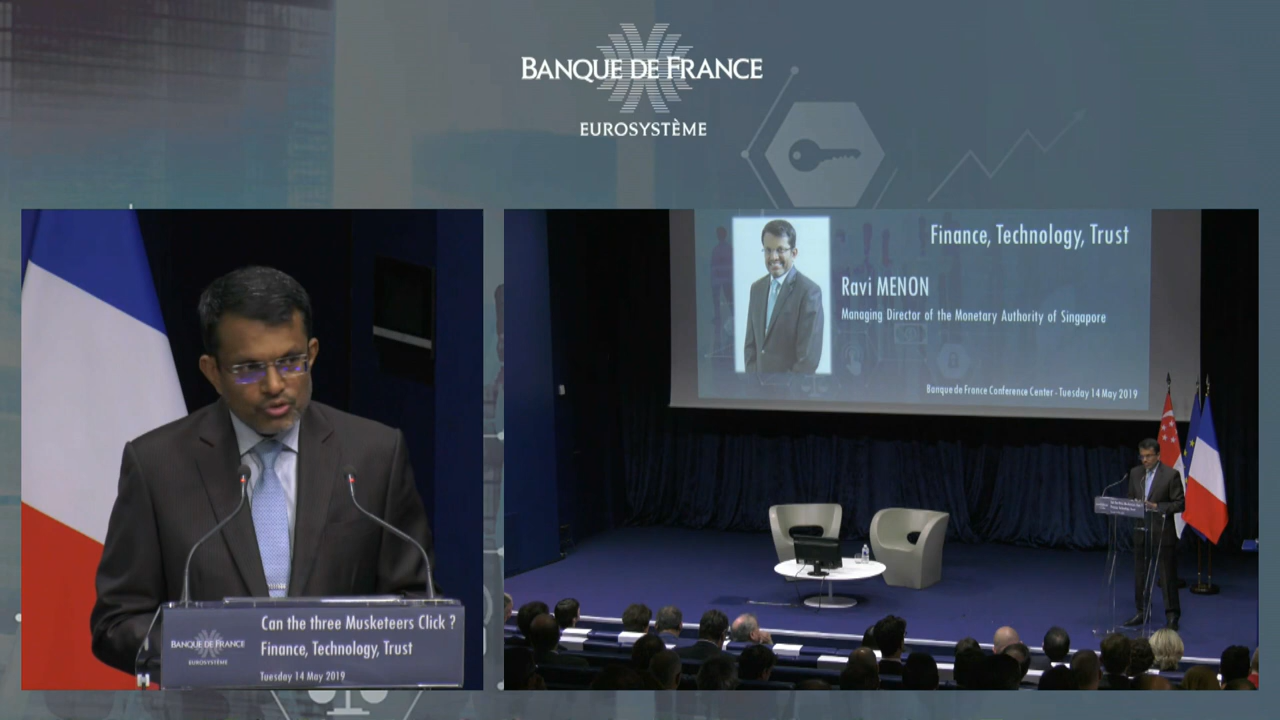 BANQUE DE FRANCE
EUROSYSTÈME
Finance, Technology, Trust
Ravi MENON
Managing Director of the Monetary Authority of Singapore
Banque de France Conference Center - Tuesday 14 May 2019
BANQUE DE FRANCE
EUROSYSTÈME
Can the three Musketeers Click ?
Finance, Technology, Trust
Tuesday 14 May 2019